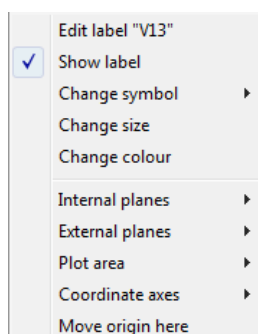 Edit label "V13"
Show label
Change symbol
Change size
Change colour
Internal planes
External planes
Plot area
Coordinate axes
Move origin here